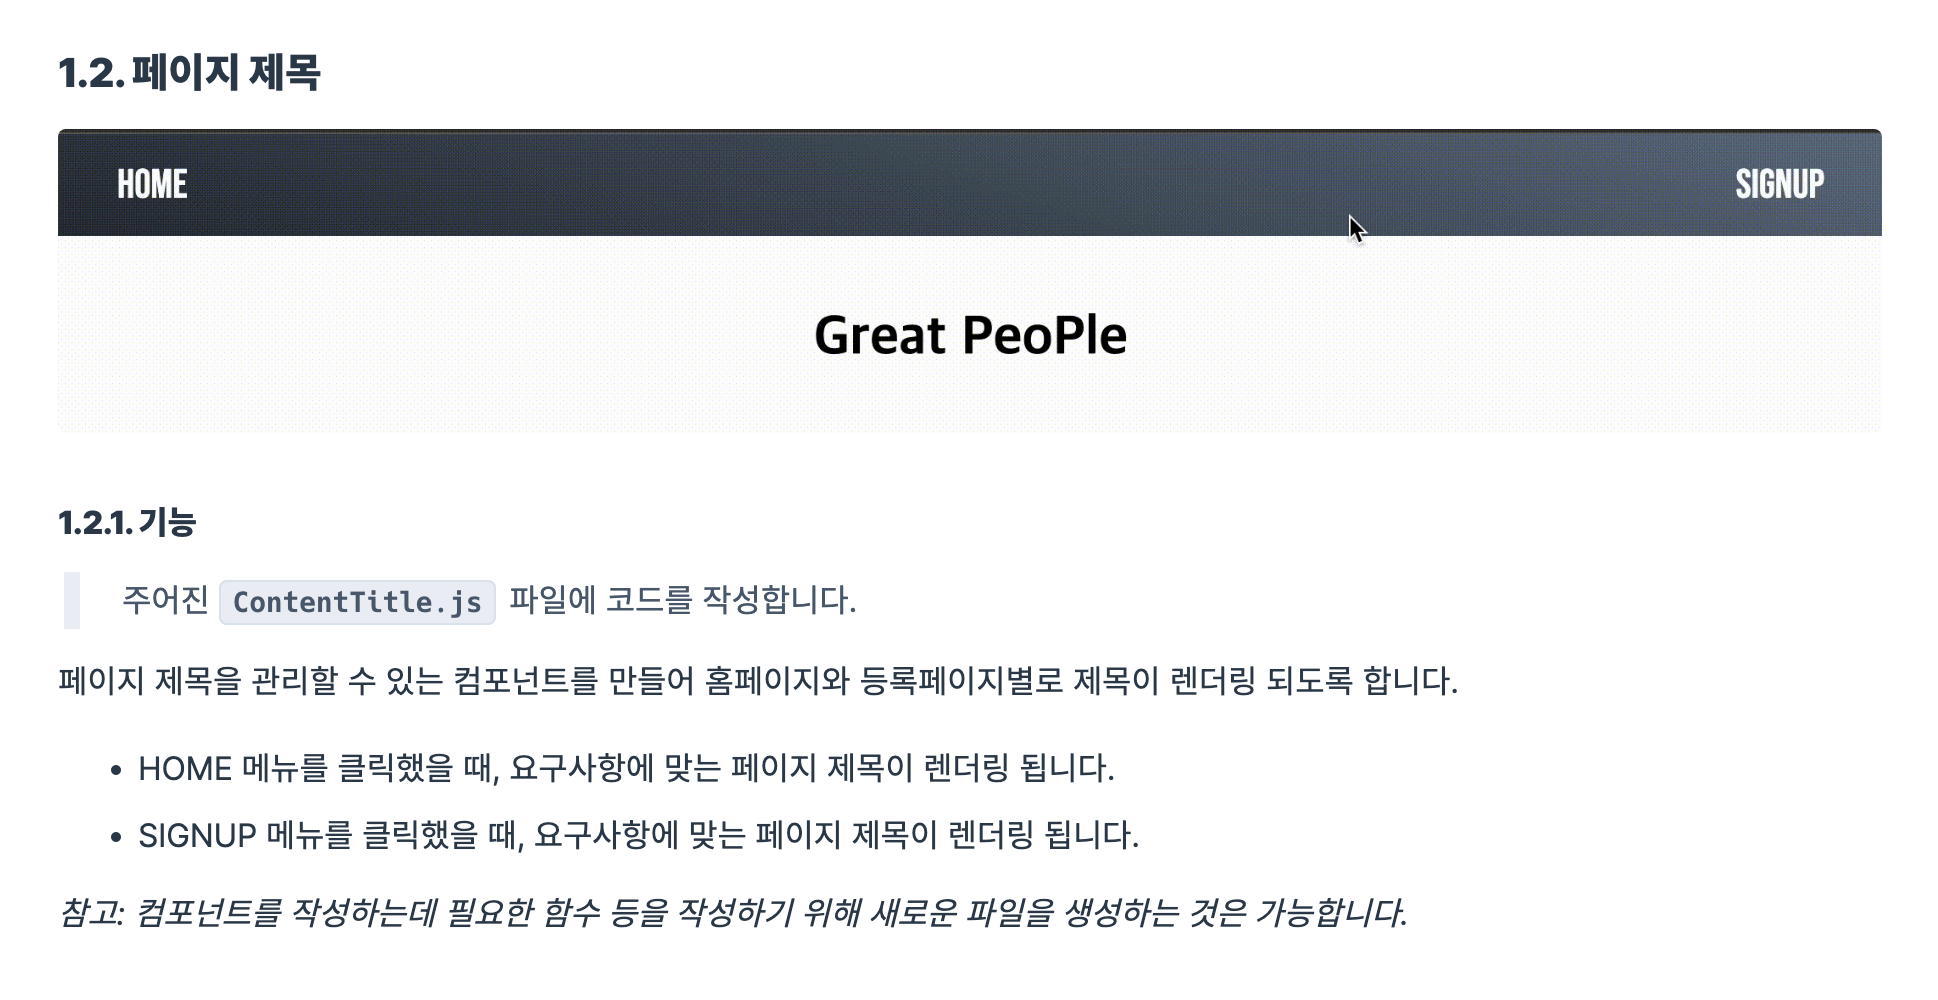 1.2. 페이지 제목
HOME
SIGNUP
Great PeoPle
1.2.1. 기능
주어진 ContentTitle.js 파일에 코드를 작성합니다.
페이지 제목을 관리할 수 있는 컴포넌트를 만들어 홈페이지와 등록페이지별로 제목이 렌더링 되도록 합니다.
• HOME 메뉴를 클릭했을 때, 요구사항에 맞는 페이지 제목이 렌더링 됩니다.
• SIGNUP 메뉴를 클릭했을 때, 요구사항에 맞는 페이지 제목이 렌더링 됩니다.
참고: 컴포넌트를 작성하는데 필요한 함수 등을 작성하기 위해 새로운 파일을 생성하는 것은 가능합니다.